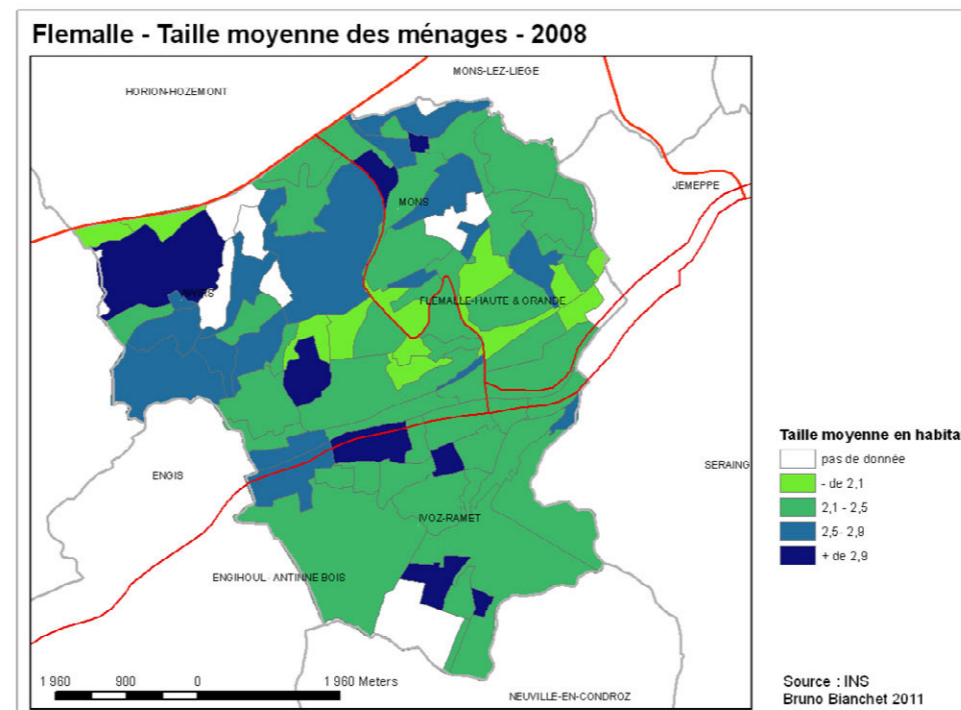 Flemalle - Taille moyenne des ménages - 2008
MONS-LEZ-LIEGE
HORION-HOZEMONT
JEMEPPE
MONS
FLEMALLE-HAUTE & GRANDE
ENGIS
SERAING
IVOZ-RAMET
ENGIHOUL - ANTINNE BOIS
NEUVILLE-EN-CONDROZ
Taille moyenne en habita
pas de donnée
- de 2,1
2,1 - 2,5
2,5 - 2,9
+ de 2,9
1 960 900 0 1 960 Meters
Source : INS
Bruno Bianchet 2011